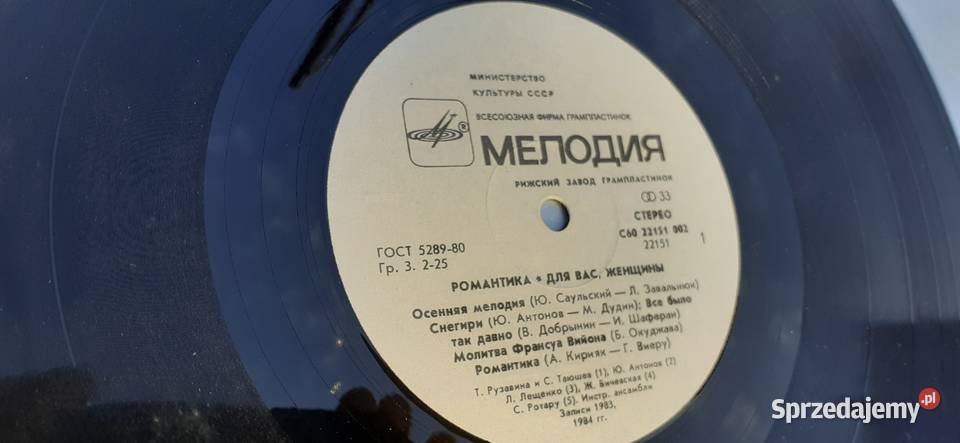 МИНИСТЕРСТВО
КУЛЬТУРЫ СССР
ВСЕСОЮЗНАЯ ФИРМА ГРАМПЛАСТИНОК
®
МЕЛОДИЯ
РИЖСКИЙ ЗАВОД ГРАМПЛАСТИНОК
33
СТЕРЕО
ГОСТ 5289-80
Гр. 3. 2-25
С60 22151 002
22151
1
РОМАНТИКА * ДЛЯ ВАС, ЖЕНЩИНЫ
Осенняя мелодия (Ю. Саульский — Л. Завальнюк)
Снегири (Ю. Антонов — М. Дудин); Все было
так давно (В. Добрынин — И. Шаферан)
Молитва Франсуа Вийона (Б. Окуджава)
Романтика (А. Кирияк — Г. Виеру)
Т. Рузавина и С. Таюшев (1), Ю. Антонов (2)
Л. Лещенко (3), Ж. Бичевская (4)
С. Ротару (5). Инстр. ансамбли
Записи 1983,
1984 гг.
Sprzedajemy .pl